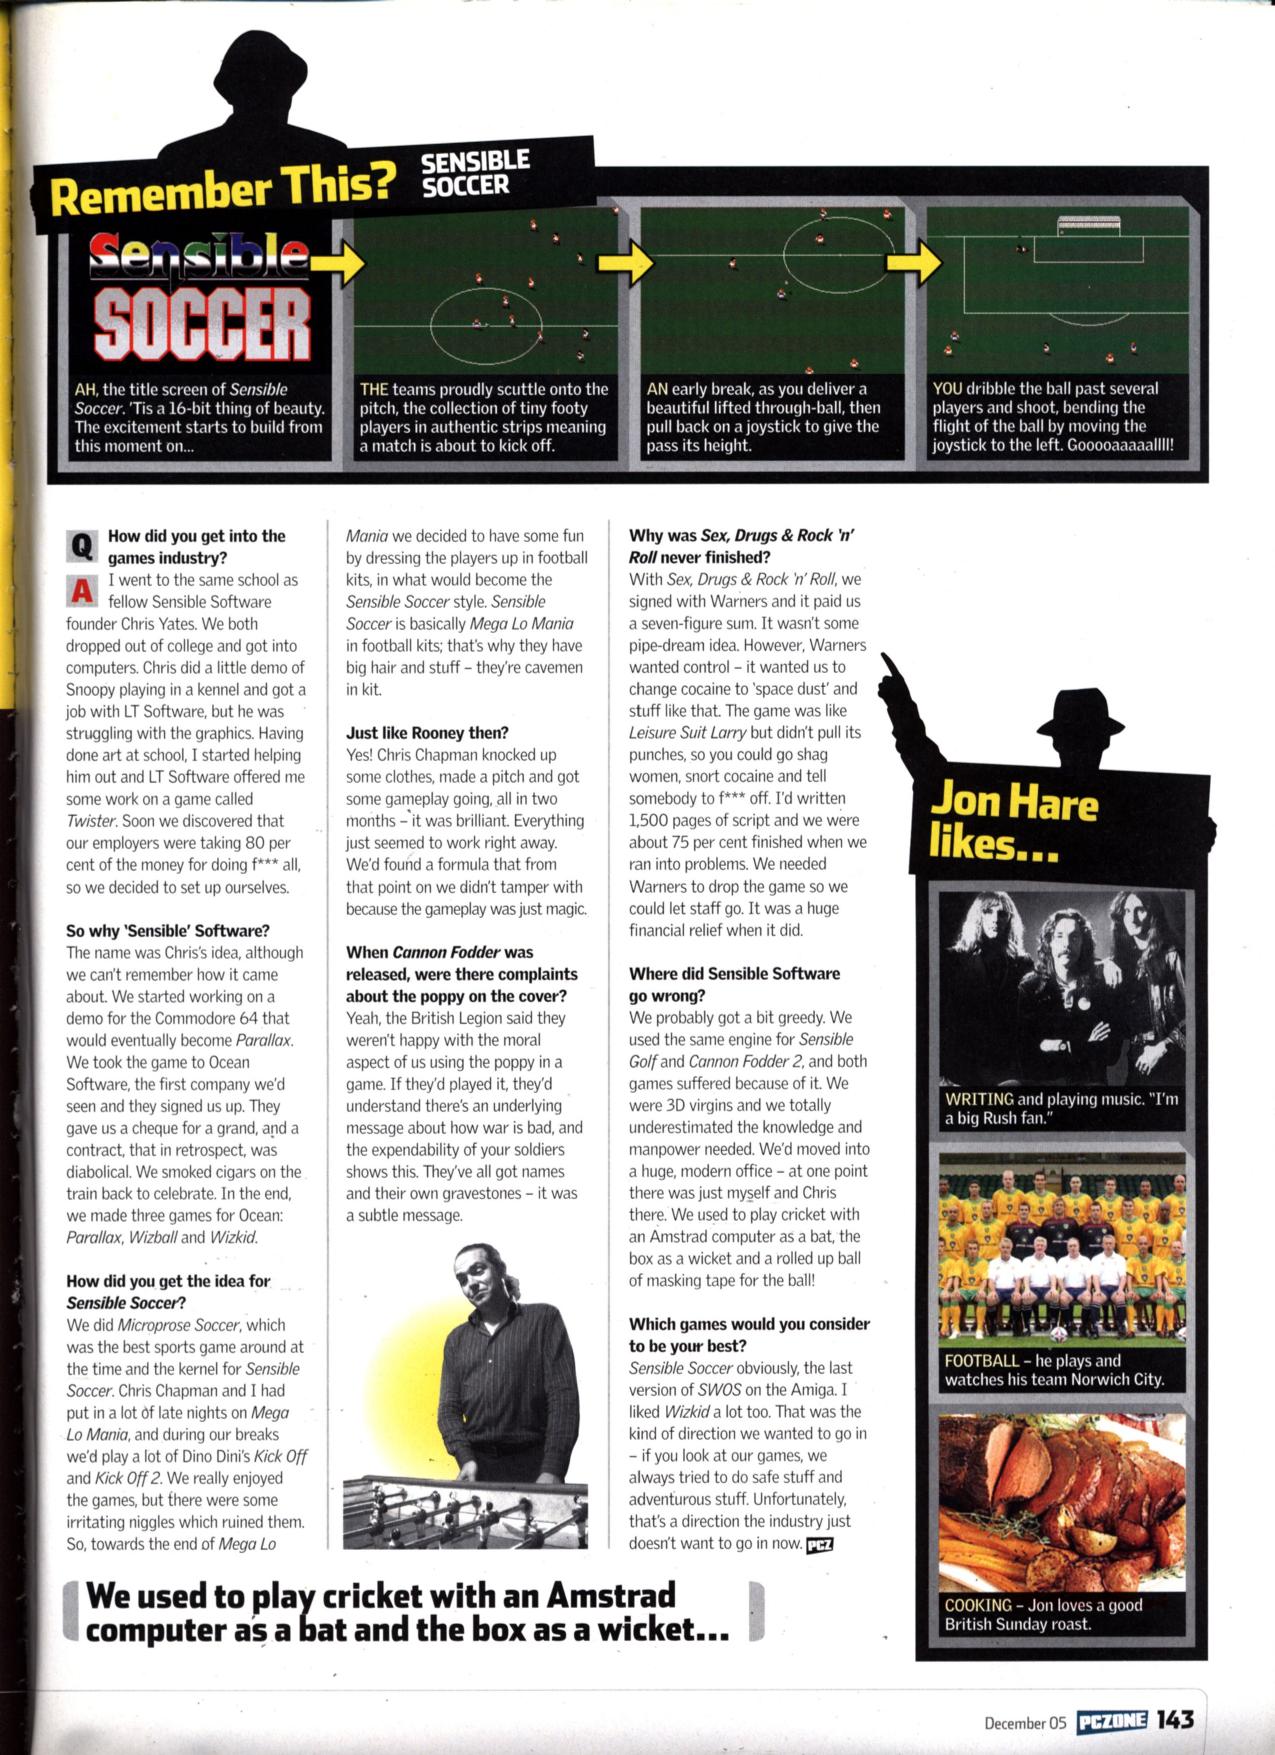 Remember This?
SENSIBLE
SOCCER
Sensible
SOCCER
AH, the title screen of Sensible
Soccer. 'Tis a 16-bit thing of beauty.
The excitement starts to build from
this moment on...
THE teams proudly scuttle onto the
pitch, the collection of tiny footy
players in authentic strips meaning
a match is about to kick off.
AN early break, as you deliver a
beautiful lifted through-ball, then
pull back on a joystick to give the
pass its height.
YOU dribble the ball past several
players and shoot, bending the
flight of the ball by moving the
joystick to the left. Gooooaaaaallll!
Q How did you get into the
games industry?
A I went to the same school as
fellow Sensible Software
founder Chris Yates. We both
dropped out of college and got into
computers. Chris did a little demo of
Snoopy playing in a kennel and got a
job with LT Software, but he was
struggling with the graphics. Having
done art at school, I started helping
him out and LT Software offered me
some work on a game called
Twister. Soon we discovered that
our employers were taking 80 per
cent of the money for doing f*** all,
so we decided to set up ourselves.
So why 'Sensible' Software?
The name was Chris's idea, although
we can't remember how it came
about. We started working on a
demo for the Commodore 64 that
would eventually become Parallax.
We took the game to Ocean
Software, the first company we'd
seen and they signed us up. They
gave us a cheque for a grand, and a
contract, that in retrospect, was
diabolical. We smoked cigars on the
train back to celebrate. In the end,
we made three games for Ocean:
Parallax, Wizball and Wizkid.
How did you get the idea for
Sensible Soccer?
We did Microprose Soccer, which
was the best sports game around at
the time and the kernel for Sensible
Soccer. Chris Chapman and I had
put in a lot of late nights on Mega
Lo Mania, and during our breaks
we'd play a lot of Dino Dini's Kick Off
and Kick Off 2. We really enjoyed
the games, but there were some
irritating niggles which ruined them.
So, towards the end of Mega Lo
Mania we decided to have some fun
by dressing the players up in football
kits, in what would become the
Sensible Soccer style. Sensible
Soccer is basically Mega Lo Mania
in football kits; that's why they have
big hair and stuff – they're cavemen
in kit.
Just like Rooney then?
Yes! Chris Chapman knocked up
some clothes, made a pitch and got
some gameplay going, all in two
months – it was brilliant. Everything
just seemed to work right away.
We'd found a formula that from
that point on we didn't tamper with
because the gameplay was just magic.
When Cannon Fodder was
released, were there complaints
about the poppy on the cover?
Yeah, the British Legion said they
weren't happy with the moral
aspect of us using the poppy in a
game. If they'd played it, they'd
understand there's an underlying
message about how war is bad, and
the expendability of your soldiers
shows this. They've all got names
and their own gravestones – it was
a subtle message.
Why was Sex, Drugs & Rock 'n'
Roll never finished?
With Sex, Drugs & Rock 'n' Roll, we
signed with Warners and it paid us
a seven-figure sum. It wasn't some
pipe-dream idea. However, Warners
wanted control – it wanted us to
change cocaine to 'space dust' and
stuff like that. The game was like
Leisure Suit Larry but didn't pull its
punches, so you could go shag
women, snort cocaine and tell
somebody to f*** off. I'd written
1,500 pages of script and we were
about 75 per cent finished when we
ran into problems. We needed
Warners to drop the game so we
could let staff go. It was a huge
financial relief when it did.
Where did Sensible Software
go wrong?
We probably got a bit greedy. We
used the same engine for Sensible
Golf and Cannon Fodder 2, and both
games suffered because of it. We
were 3D virgins and we totally
underestimated the knowledge and
manpower needed. We'd moved into
a huge, modern office – at one point
there was just myself and Chris
there. We used to play cricket with
an Amstrad computer as a bat, the
box as a wicket and a rolled up ball
of masking tape for the ball!
Which games would you consider
to be your best?
Sensible Soccer obviously, the last
version of SWOS on the Amiga. I
liked Wizkid a lot too. That was the
kind of direction we wanted to go in
– if you look at our games, we
always tried to do safe stuff and
adventurous stuff. Unfortunately,
that's a direction the industry just
doesn't want to go in now. PCZ
We used to play cricket with an Amstrad
computer as a bat and the box as a wicket...
Jon Hare
likes...
WRITING and playing music. "I'm
a big Rush fan."
FOOTBALL – he plays and
watches his team Norwich City.
COOKING – Jon loves a good
British Sunday roast.
December 05 PCZONE 143